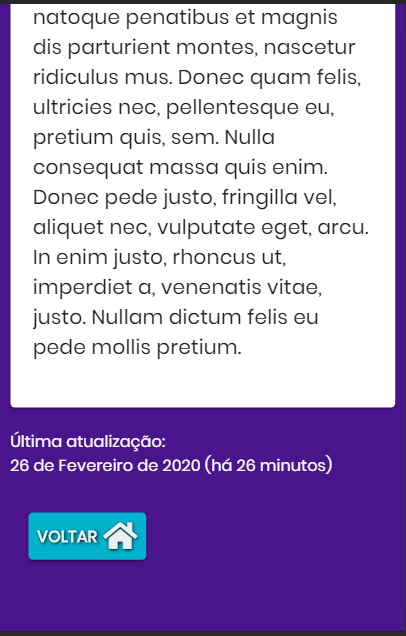 natoque penatibus et magnis
dis parturient montes, nascetur
ridiculus mus. Donec quam felis,
ultricies nec, pellentesque eu,
pretium quis, sem. Nulla
consequat massa quis enim.
Donec pede justo, fringilla vel,
aliquet nec, vulputate eget, arcu.
In enim justo, rhoncus ut,
imperdiet a, venenatis vitae,
justo. Nullam dictum felis eu
pede mollis pretium.
Última atualização:
26 de Fevereiro de 2020 (há 26 minutos)
VOLTAR